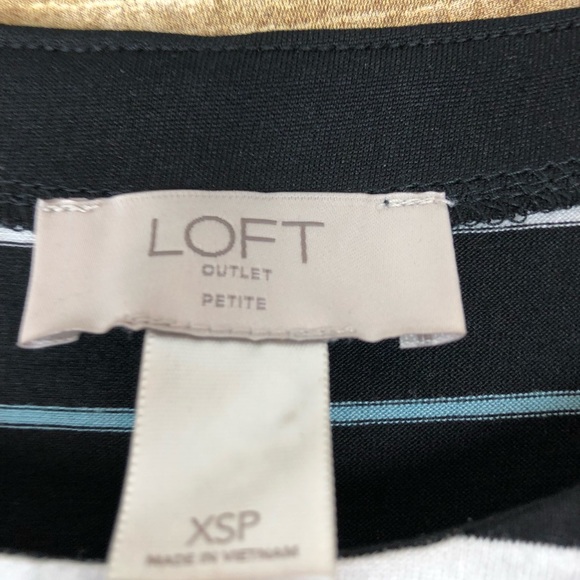 LOFT
OUTLET
PETITE
XSP
MADE IN VIETNAM